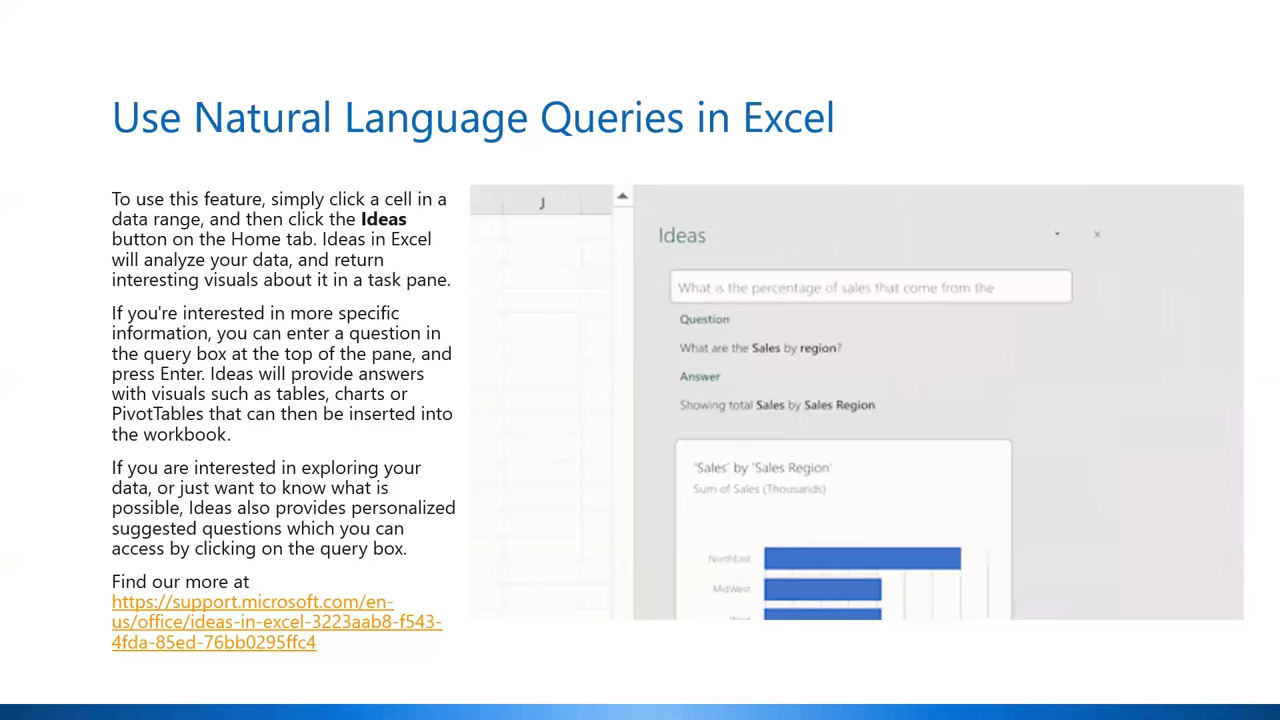 Use Natural Language Queries in Excel
To use this feature, simply click a cell in a
data range, and then click the Ideas
button on the Home tab. Ideas in Excel
will analyze your data, and return
interesting visuals about it in a task pane.
If you're interested in more specific
information, you can enter a question in
the query box at the top of the pane, and
press Enter. Ideas will provide answers
with visuals such as tables, charts or
PivotTables that can then be inserted into
the workbook.
If you are interested in exploring your
data, or just want to know what is
possible, Ideas also provides personalized
suggested questions which you can
access by clicking on the query box.
Find our more at
https://support.microsoft.com/en-
us/office/ideas-in-excel-3223aab8-f543-
4fda-85ed-76bb0295ffc4
J
Ideas
What is the percentage of sales that come from the
Question
What are the Sales by region?
Answer
Showing total Sales by Sales Region
'Sales' by 'Sales Region'
Sum of Sales (Thousands)
NorthEast
MidWest